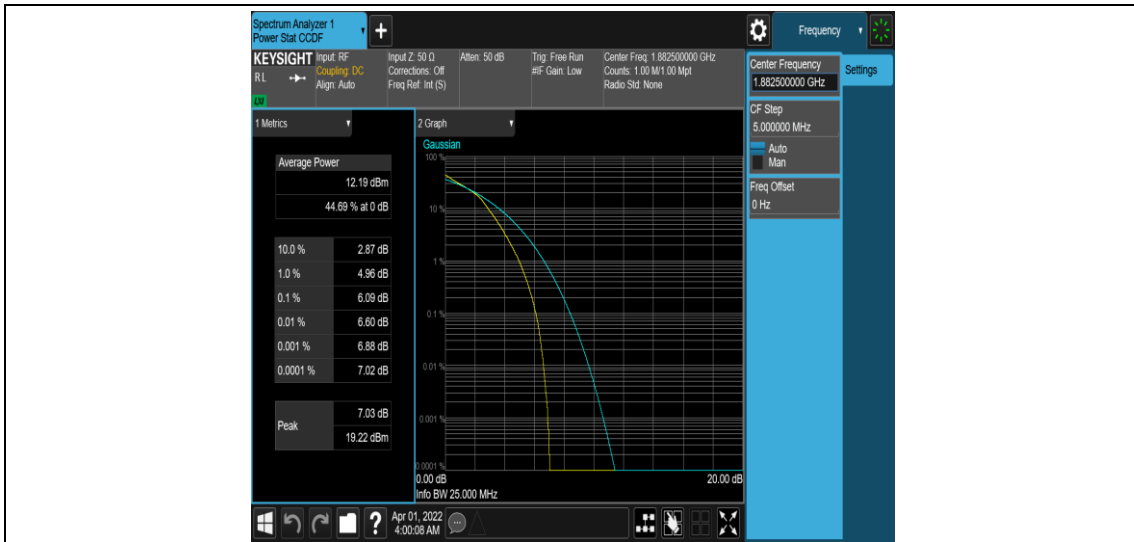 Spectrum Analyzer 1
Power Stat CCDF
+
Frequency
KEYSIGHT
RL
Input: RF
Coupling: DC
Align: Auto
Input Z: 50 Ω
Corrections: Off
Freq Ref: Int (S)
Atten: 50 dB
Trig: Free Run
#IF Gain: Low
Center Freq: 1.882500000 GHz
Counts: 1.00 M/1.00 Mpt
Radio Std: None
Center Frequency
1.882500000 GHz
Settings
CF Step
5.000000 MHz
Auto
Man
Freq Offset
0 Hz
1 Metrics
Average Power
12.19 dBm
44.69 % at 0 dB
10.0 % 2.87 dB
1.0 % 4.96 dB
0.1 % 6.09 dB
0.01 % 6.60 dB
0.001 % 6.88 dB
0.0001 % 7.02 dB
Peak
7.03 dB
19.22 dBm
2 Graph
Gaussian
100 %
10 %
1 %
0.1 %
0.01 %
0.001 %
0.0001 %
0.00 dB 20.00 dB
Info BW 25.000 MHz
?
Apr 01, 2022
4:00:08 AM